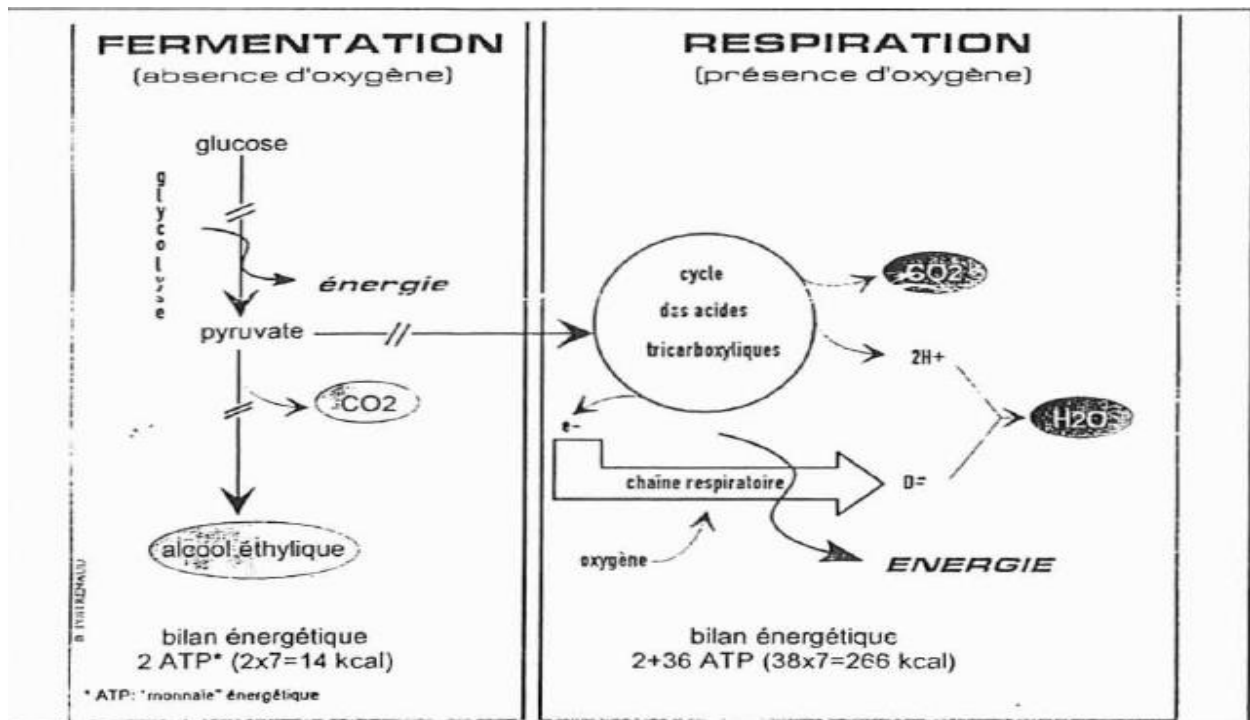 FERMENTATION
(absence d'oxygène)
glucose
glycolyse
énergie
pyruvate
CO2
alcool éthylique
bilan énergétique
2 ATP* (2x7=14 kcal)
* ATP: "monnaie" énergétique
RESPIRATION
(présence d'oxygène)
cycle
des acides
tricarboxyliques
CO2
2H+
H2O
e-
chaîne respiratoire
O=
oxygène
ENERGIE
bilan énergétique
2+36 ATP (38x7=266 kcal)